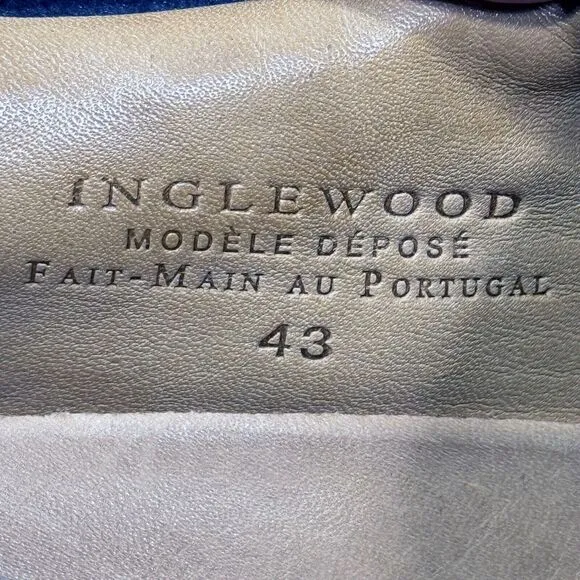 INGLEWOOD
MODÈLE DÉPOSÉ
FAIT-MAIN AU PORTUGAL
43